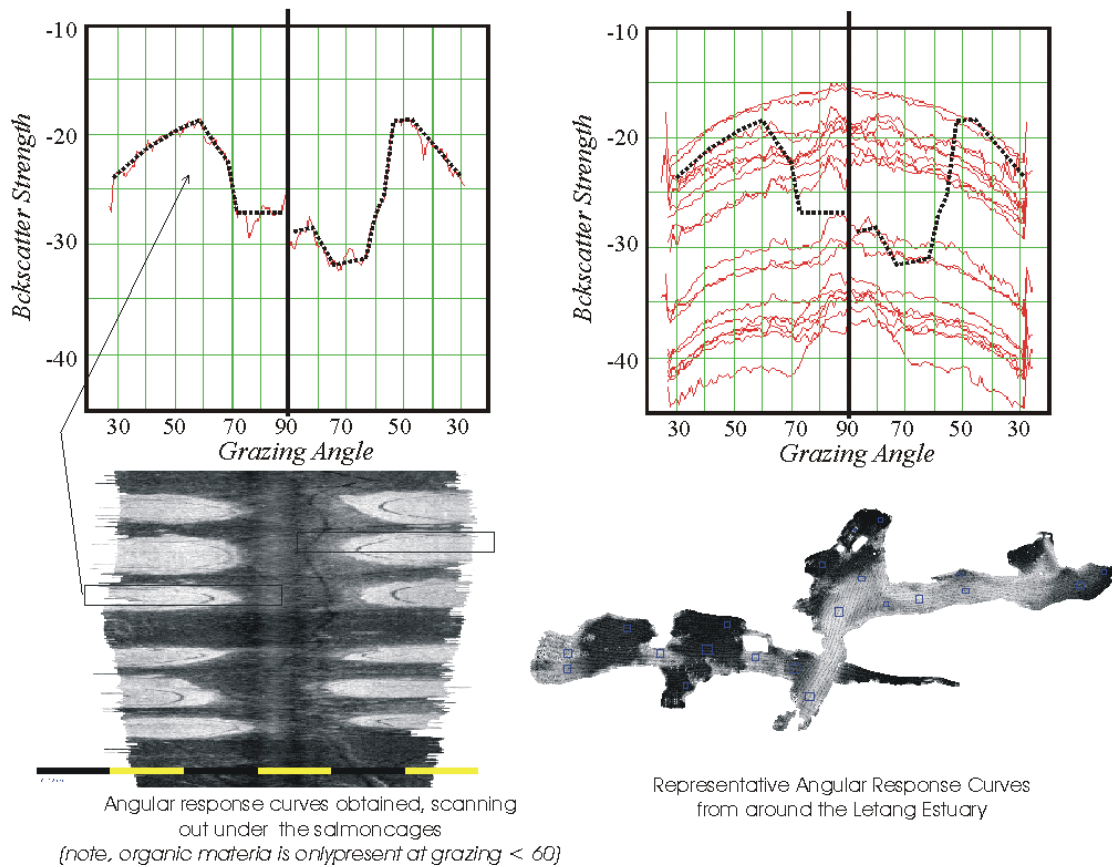 -10
-20
-30
-40
Bckscatter Strength
30 50 70 90 70 50 30
Grazing Angle
-10
-20
-30
-40
Bckscatter Strength
30 50 70 90 70 50 30
Grazing Angle
Angular response curves obtained, scanning
out under the salmoncages
(note, organic materia is onlypresent at grazing < 60)
Representative Angular Response Curves
from around the Letang Estuary